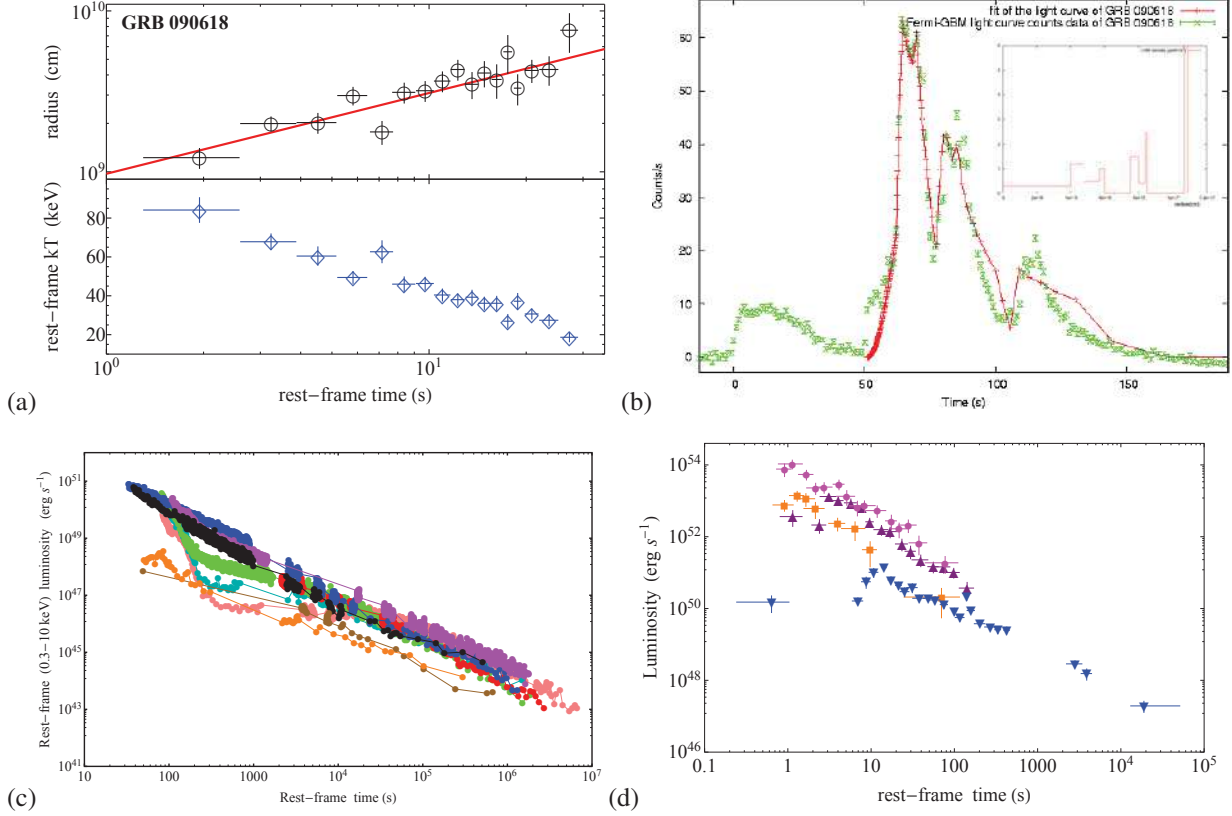 GRB 090618
10^10
10^9
radius (cm)
80
60
40
20
rest−frame kT (keV)
10^0
10^1
rest−frame time (s)
(a)
fit of the light curve of GRB 090618
Fermi-GBM light curve counts data of GRB 090618
60
50
40
30
20
10
0
Counts/s
0
50
100
150
Time (s)
(b)
10^51
10^49
10^47
10^45
10^43
10^41
Rest−frame (0.3−10 keV) luminosity (erg s^−1)
10
100
1000
10^4
10^5
10^6
10^7
Rest−frame time (s)
(c)
10^54
10^52
10^50
10^48
10^46
Luminosity (erg s^−1)
0.1
1
10
100
1000
10^4
10^5
rest−frame time (s)
(d)